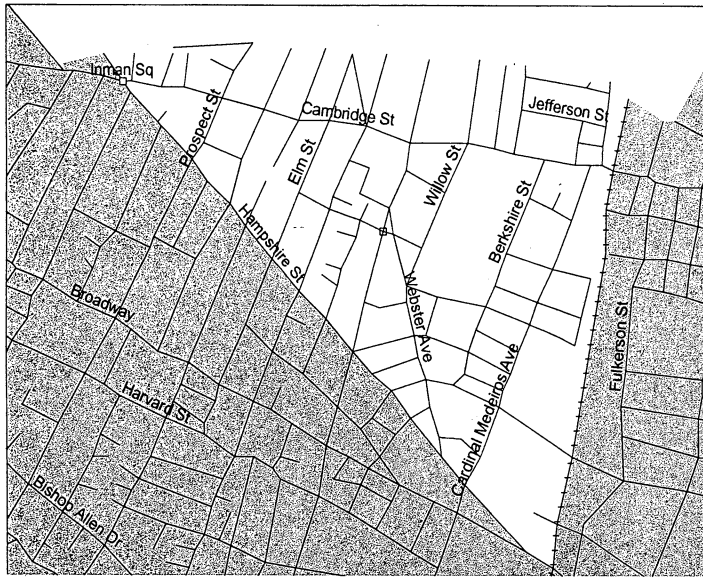 Inman Sq
Cambridge St
Jefferson St
Prospect St
Elm St
Willow St
Berkshire St
Hampshire St
Broadway
Webster Ave
Harvard St
Cardinal Medeiros Ave
Fulkerson St
Bishop Allen Dr